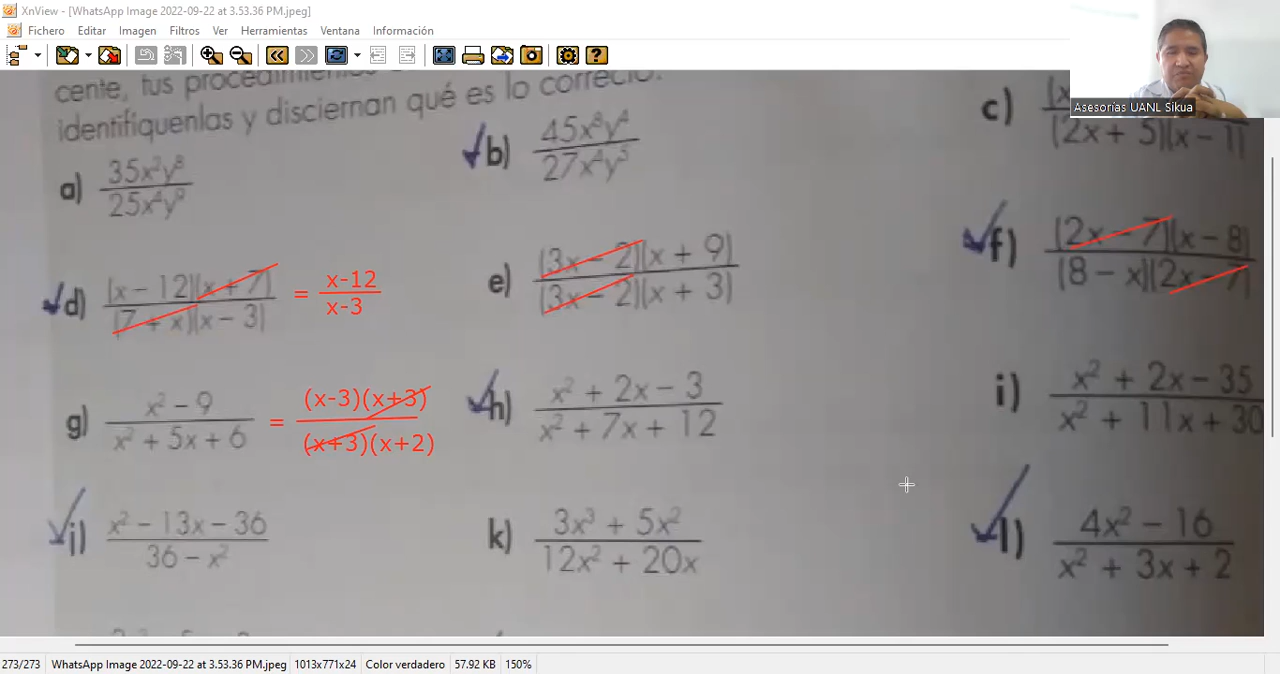 XnView - [WhatsApp Image 2022-09-22 at 3.53.36 PM.jpeg]
Fichero Editar Imagen Filtros Ver Herramientas Ventana Información
Asesorías UANL Sikua
cente, tus procedimientos
identifíquenlas y disciernan qué es lo correcto.
a) 35x²y⁸ / 25x⁴y⁹
b) 45x⁸y⁴ / 27x⁴y⁵
c) (x / (2x + 5)(x - 1)
d) (x - 12)(x + 7) / (7 + x)(x - 3) = x-12 / x-3
e) (3x - 2)(x + 9) / (3x - 2)(x + 3)
f) (2x - 7)(x - 8) / (8 - x)(2x - 7)
g) x² - 9 / x² + 5x + 6 = (x-3)(x+3) / (x+3)(x+2)
h) x² + 2x - 3 / x² + 7x + 12
i) x² + 2x - 35 / x² + 11x + 30
j) x² - 13x - 36 / 36 - x²
k) 3x³ + 5x² / 12x² + 20x
l) 4x² - 16 / x² + 3x + 2
273/273 WhatsApp Image 2022-09-22 at 3.53.36 PM.jpeg 1013x771x24 Color verdadero 57.92 KB 150%